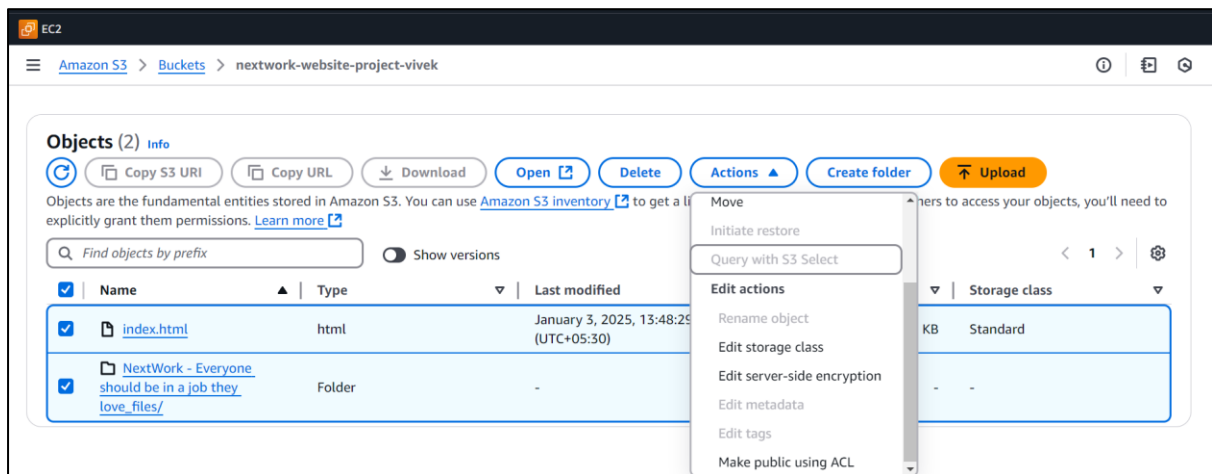 EC2
Amazon S3 > Buckets > nextwork-website-project-vivek
Objects (2) Info
Copy S3 URI Copy URL Download Open Delete Actions Create folder Upload
Objects are the fundamental entities stored in Amazon S3. You can use Amazon S3 inventory to get a li
ners to access your objects, you'll need to
explicitly grant them permissions. Learn more
Find objects by prefix
Show versions
< 1 >
Name Type Last modified Storage class
index.html html January 3, 2025, 13:48:29 KB Standard
(UTC+05:30)
NextWork - Everyone
should be in a job they Folder - - -
love_files/
Move
Initiate restore
Query with S3 Select
Edit actions
Rename object
Edit storage class
Edit server-side encryption
Edit metadata
Edit tags
Make public using ACL